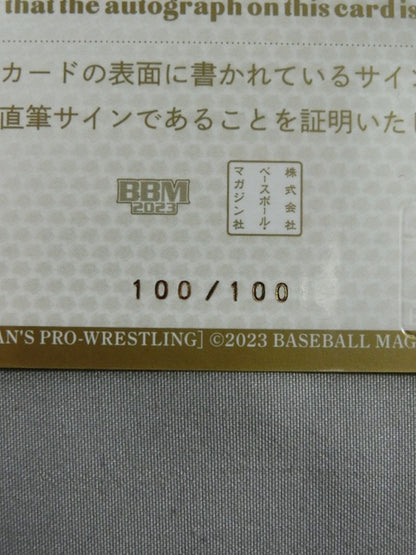 that the autograph on this card is
カードの表面に書かれているサイ
直筆サインであることを証明いた
BBM
2023
株式会社
ベースボール・
マガジン社
100/100
AN'S PRO-WRESTLING] ©2023 BASEBALL MAG